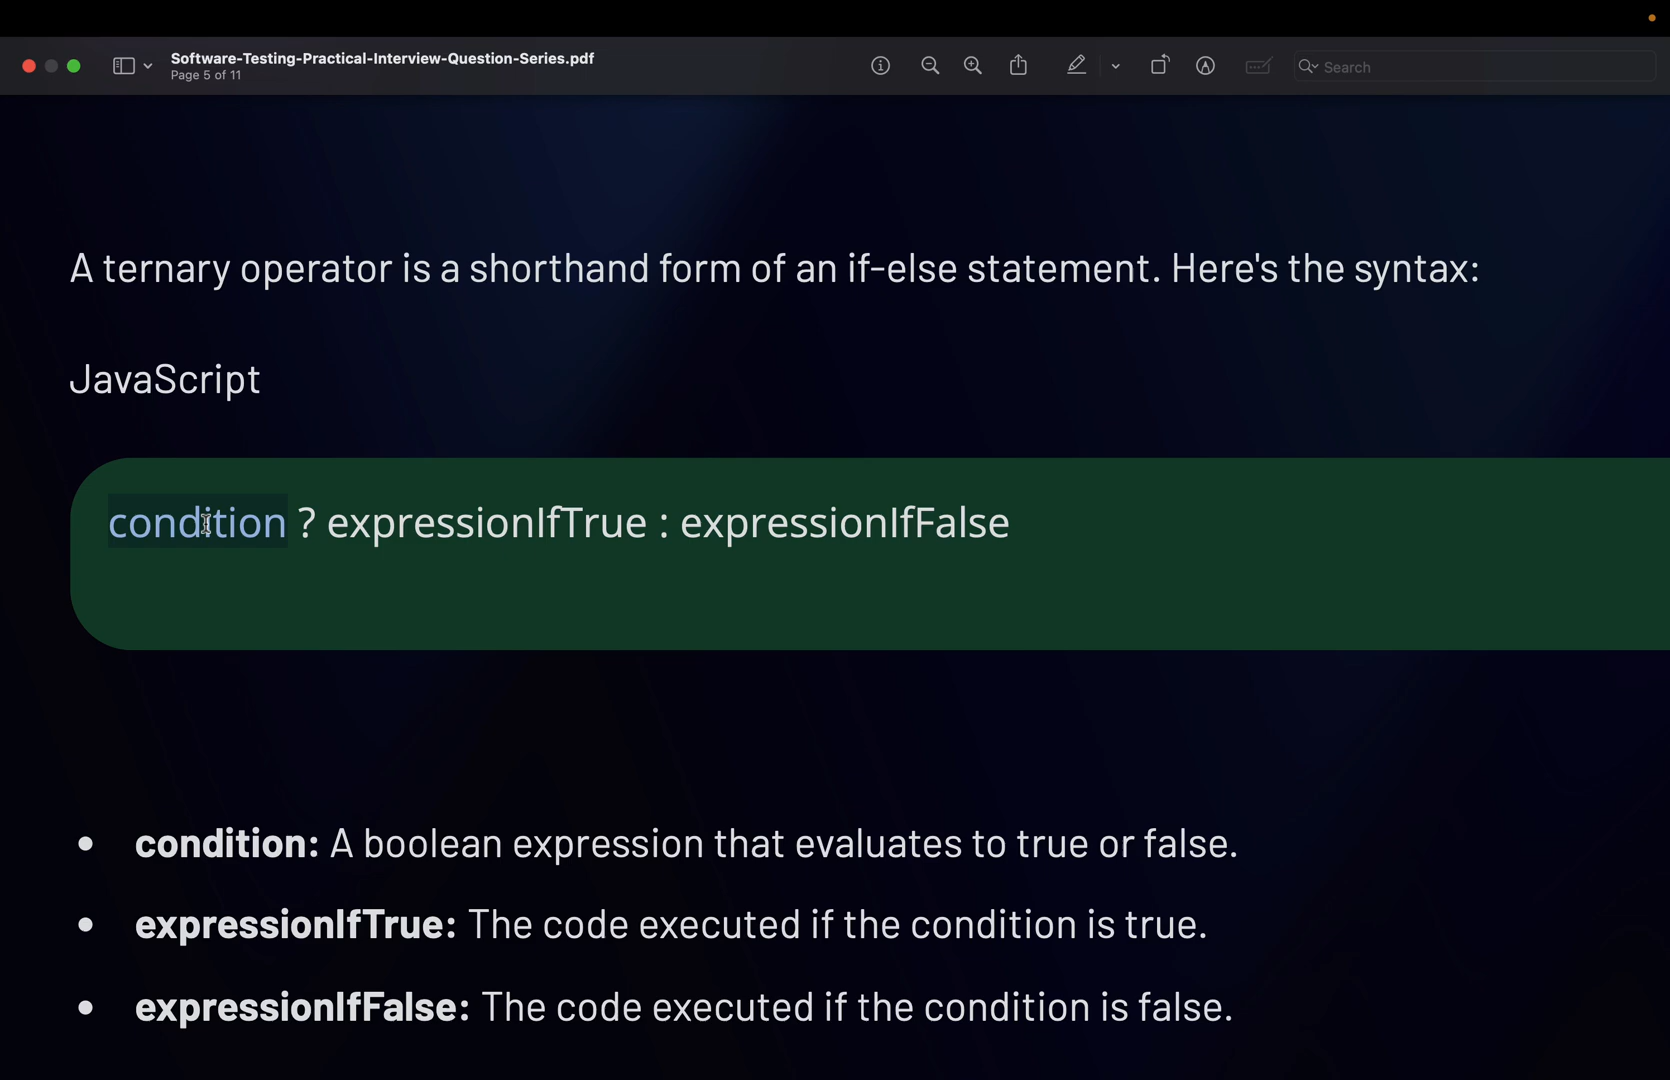 Software-Testing-Practical-Interview-Question-Series.pdf
Page 5 of 11
Search
A ternary operator is a shorthand form of an if-else statement. Here's the syntax:
JavaScript
condition ? expressionIfTrue : expressionIfFalse
• condition: A boolean expression that evaluates to true or false.
• expressionIfTrue: The code executed if the condition is true.
• expressionIfFalse: The code executed if the condition is false.